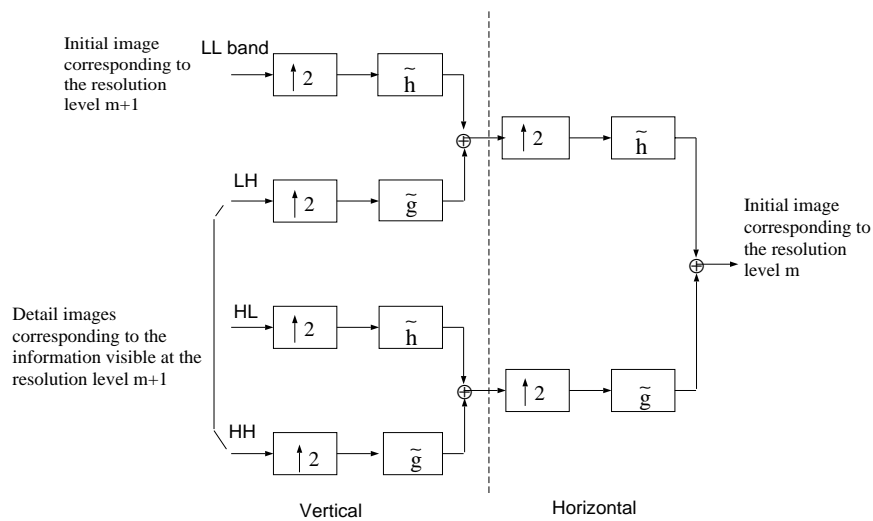 Initial image
corresponding to
the resolution
level m+1
LL band
↑ 2
h̃
↑ 2
h̃
LH
↑ 2
g̃
Initial image
corresponding to
the resolution
level m
Detail images
corresponding to the
information visible at the
resolution level m+1
HL
↑ 2
h̃
↑ 2
g̃
HH
↑ 2
g̃
Vertical
Horizontal